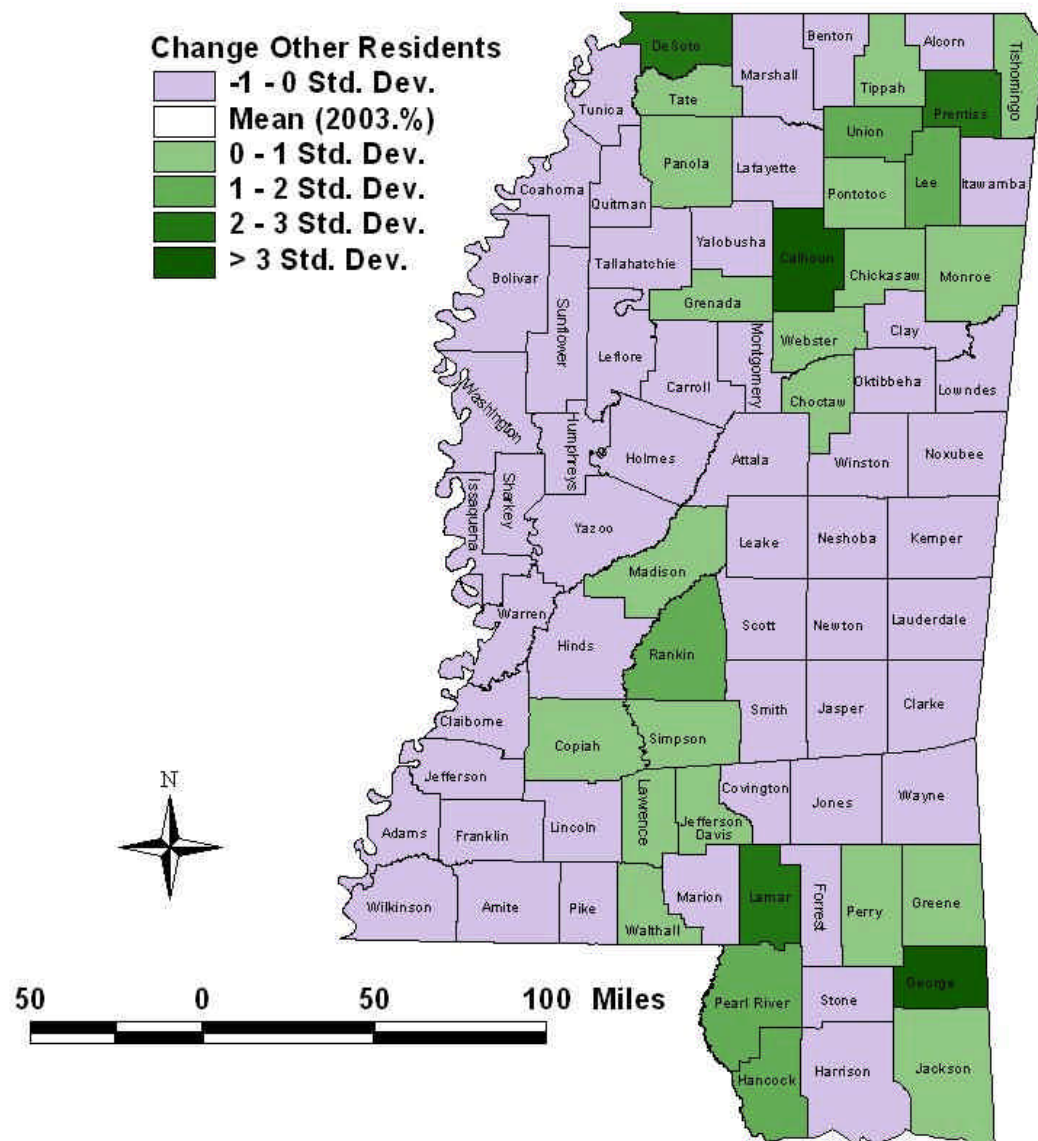 Change Other Residents
-1 - 0 Std. Dev.
Mean (2003.%)
0 - 1 Std. Dev.
1 - 2 Std. Dev.
2 - 3 Std. Dev.
> 3 Std. Dev.
DeSoto
Marshall
Benton
Tippah
Alcorn
Tishomingo
Prentiss
Tunica
Tate
Panola
Lafayette
Union
Pontotoc
Lee
Itawamba
Coahoma
Quitman
Bolivar
Sunflower
Tallahatchie
Yalobusha
Calhoun
Chickasaw
Monroe
Grenada
Leflore
Carroll
Montgomery
Webster
Clay
Choctaw
Oktibbeha
Lowndes
Washington
Humphreys
Holmes
Attala
Winston
Noxubee
Issaquena
Sharkey
Yazoo
Madison
Leake
Neshoba
Kemper
Warren
Hinds
Rankin
Scott
Newton
Lauderdale
Claiborne
Copiah
Simpson
Smith
Jasper
Clarke
Jefferson
Lawrence
Jefferson
Davis
Covington
Jones
Wayne
Adams
Franklin
Lincoln
Wilkinson
Amite
Pike
Walthall
Marion
Lamar
Forrest
Perry
Greene
George
Pearl River
Stone
Hancock
Harrison
Jackson
N
50 0 50 100 Miles